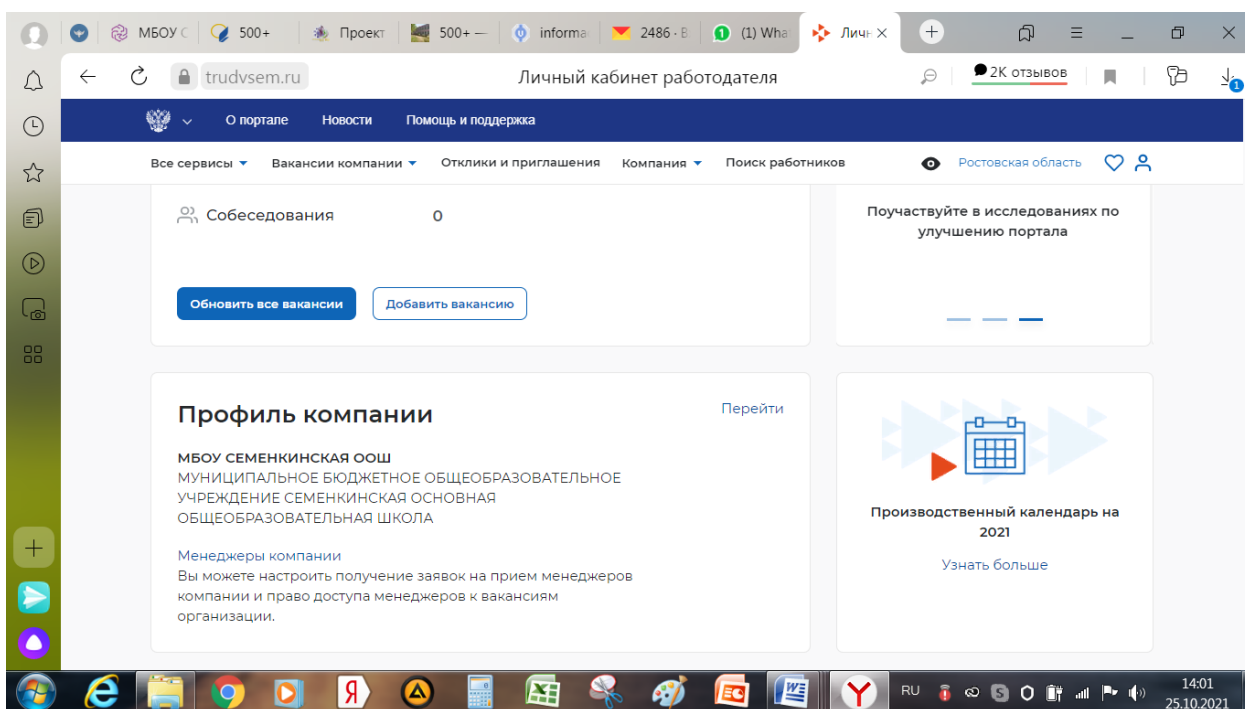 МБОУ С
500+
Проект
500+ —
informa
2486 · В
1
(1) Wha
Личн
trudvsem.ru
Личный кабинет работодателя
2К отзывов
1
О портале
Новости
Помощь и поддержка
Все сервисы
Вакансии компании
Отклики и приглашения
Компания
Поиск работников
Ростовская область
Собеседования
0
Обновить все вакансии
Добавить вакансию
Поучаствуйте в исследованиях по
улучшению портала
Профиль компании
Перейти
МБОУ СЕМЕНКИНСКАЯ ООШ
МУНИЦИПАЛЬНОЕ БЮДЖЕТНОЕ ОБЩЕОБРАЗОВАТЕЛЬНОЕ
УЧРЕЖДЕНИЕ СЕМЕНКИНСКАЯ ОСНОВНАЯ
ОБЩЕОБРАЗОВАТЕЛЬНАЯ ШКОЛА
Менеджеры компании
Вы можете настроить получение заявок на прием менеджеров
компании и право доступа менеджеров к вакансиям
организации.
Производственный календарь на
2021
Узнать больше
RU
14:01
25.10.2021